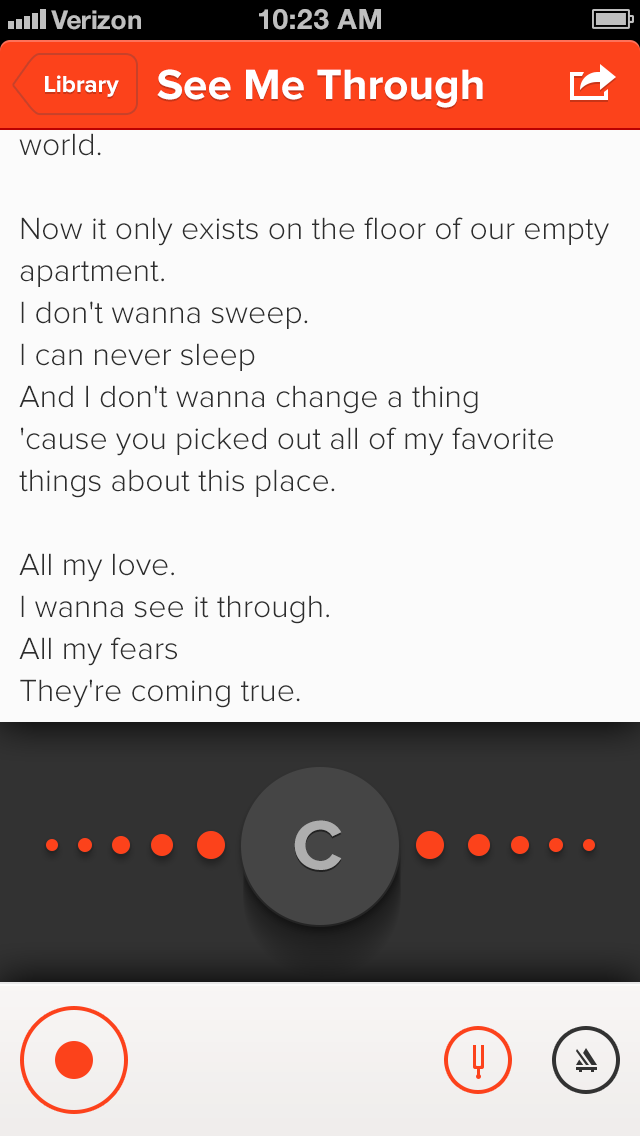 Verizon 10:23 AM
Library See Me Through
world.
Now it only exists on the floor of our empty
apartment.
I don't wanna sweep.
I can never sleep
And I don't wanna change a thing
'cause you picked out all of my favorite
things about this place.
All my love.
I wanna see it through.
All my fears
They're coming true.
C